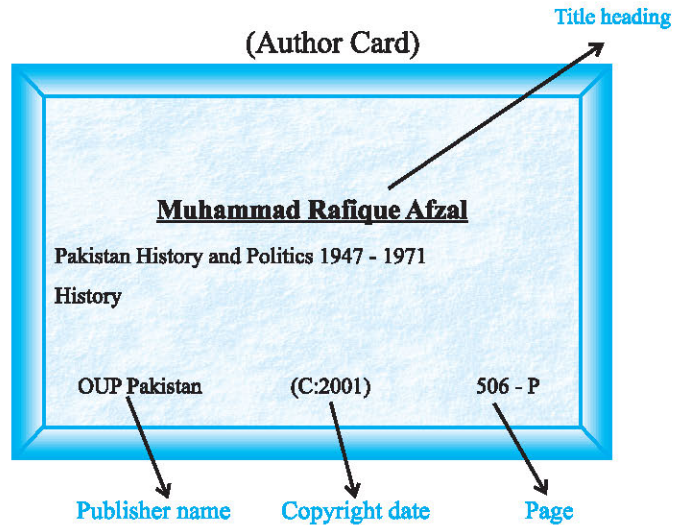 Title heading
(Author Card)
Muhammad Rafique Afzal
Pakistan History and Politics 1947 - 1971
History
OUP Pakistan (C:2001) 506 - P
Publisher name Copyright date Page